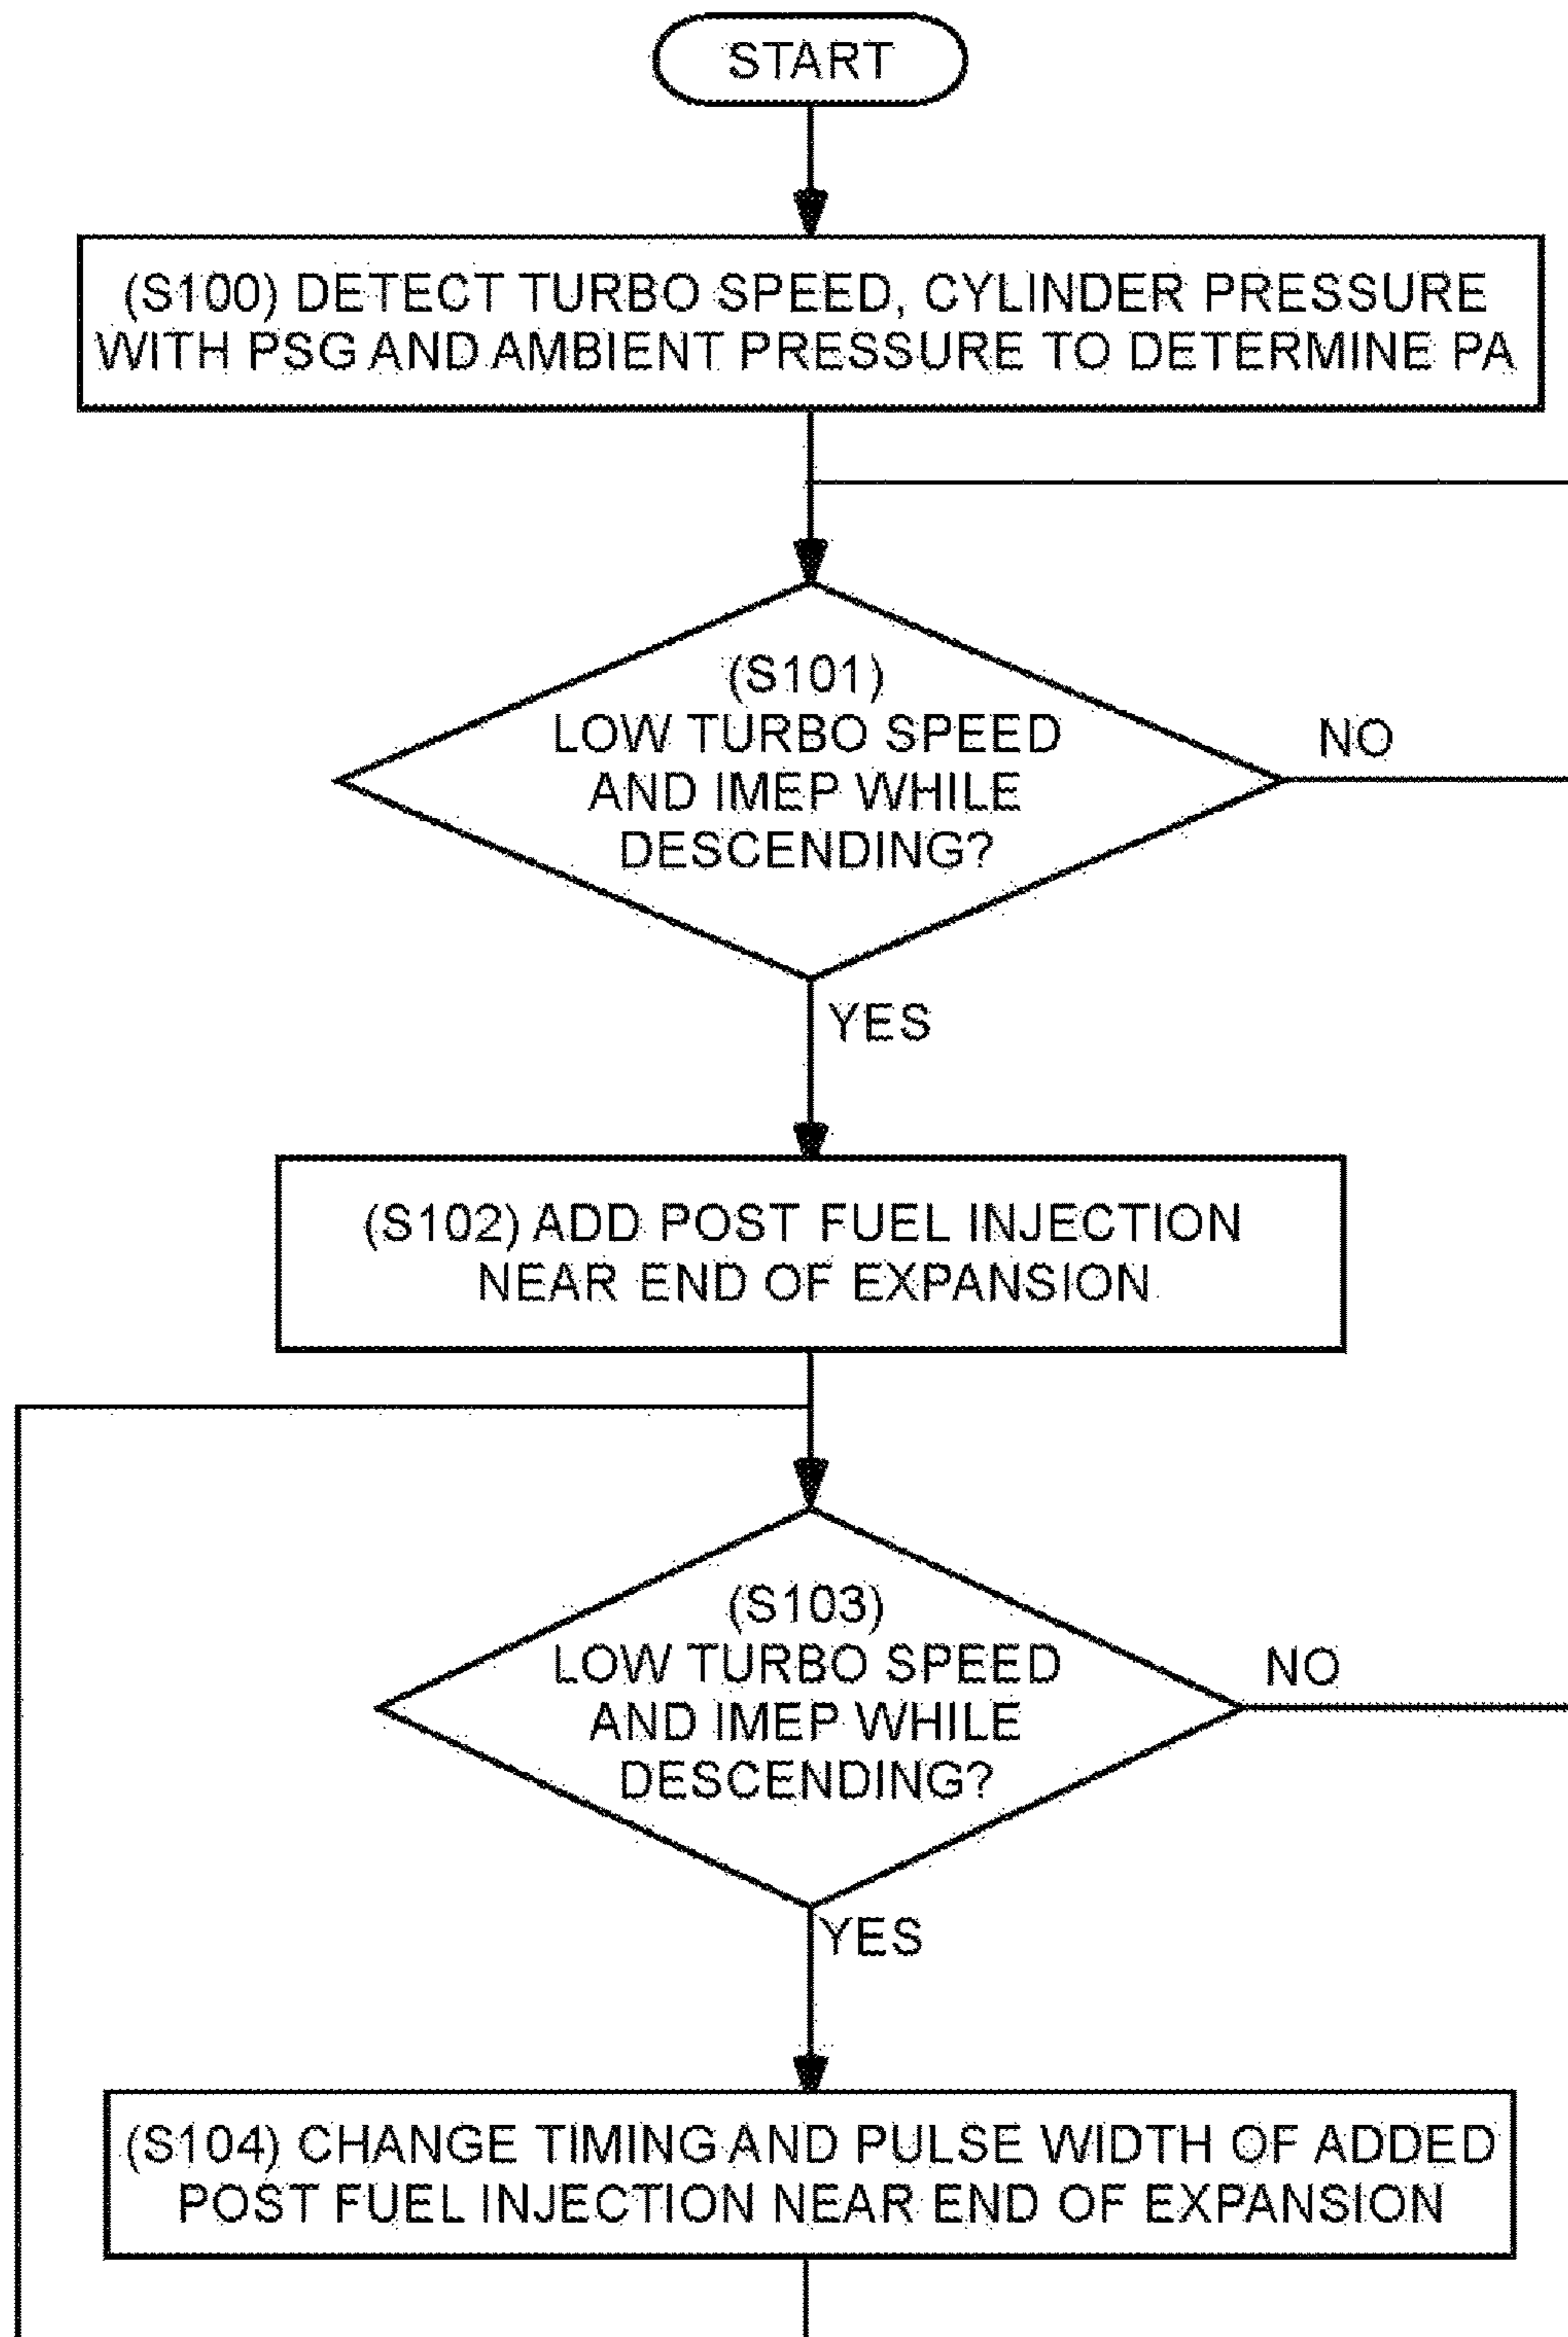 START
(S100) DETECT TURBO SPEED, CYLINDER PRESSURE
WITH PSG AND AMBIENT PRESSURE TO DETERMINE PA
(S101)
LOW TURBO SPEED
AND IMEP WHILE
DESCENDING?
NO
YES
(S102) ADD POST FUEL INJECTION
NEAR END OF EXPANSION
(S103)
LOW TURBO SPEED
AND IMEP WHILE
DESCENDING?
NO
YES
(S104) CHANGE TIMING AND PULSE WIDTH OF ADDED
POST FUEL INJECTION NEAR END OF EXPANSION